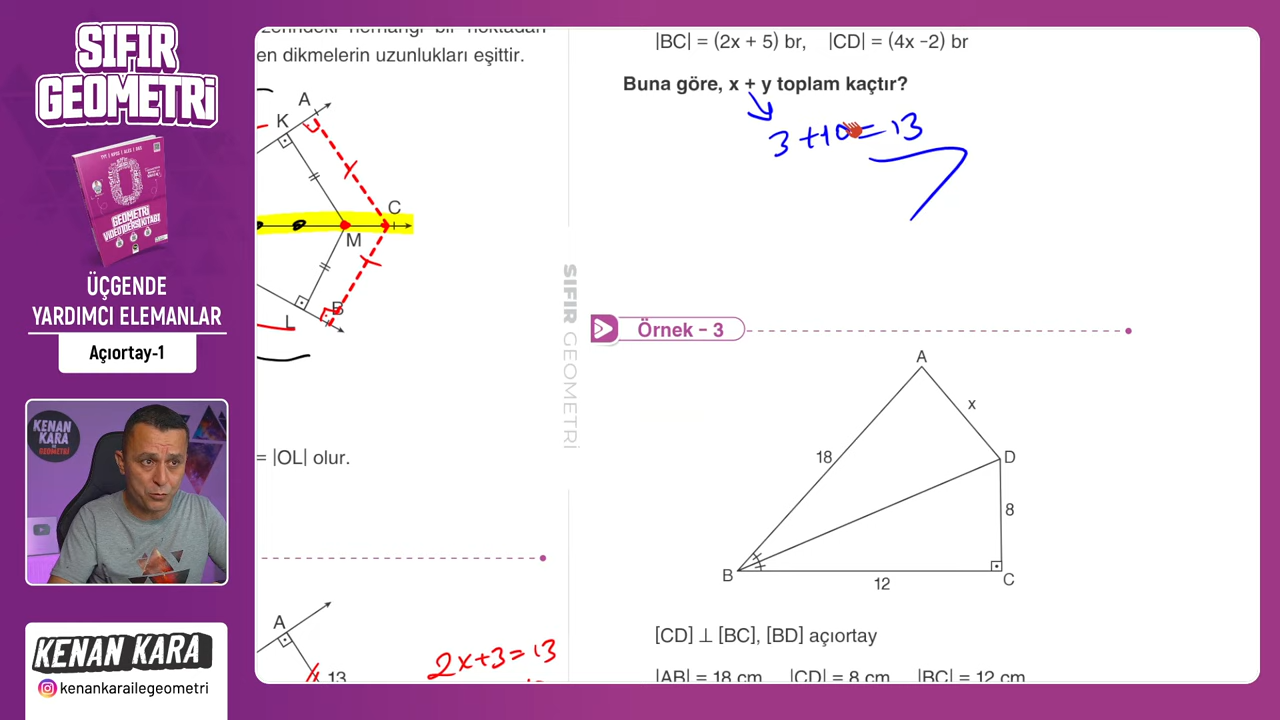 SIFIR
GEOMETRİ
GEOMETRİ
VİDEO DERS KİTABI
ÜÇGENDE
YARDIMCI ELEMANLAR
Açıortay-1
KENAN
KARA
GEOMETRİ
KENAN KARA
kenankarailegeometri
en dikmelerin uzunlukları eşittir.
A
K
C
M
L
B
= |OL| olur.
A
13
2x+3=13
SIFIR GEOMETRİ
|BC| = (2x + 5) br, |CD| = (4x -2) br
Buna göre, x + y toplam kaçtır?
3+10=13
Örnek - 3
A
x
18
D
8
B
12
C
[CD] ⊥ [BC], [BD] açıortay
|AB| = 18 cm |CD| = 8 cm |BC| = 12 cm